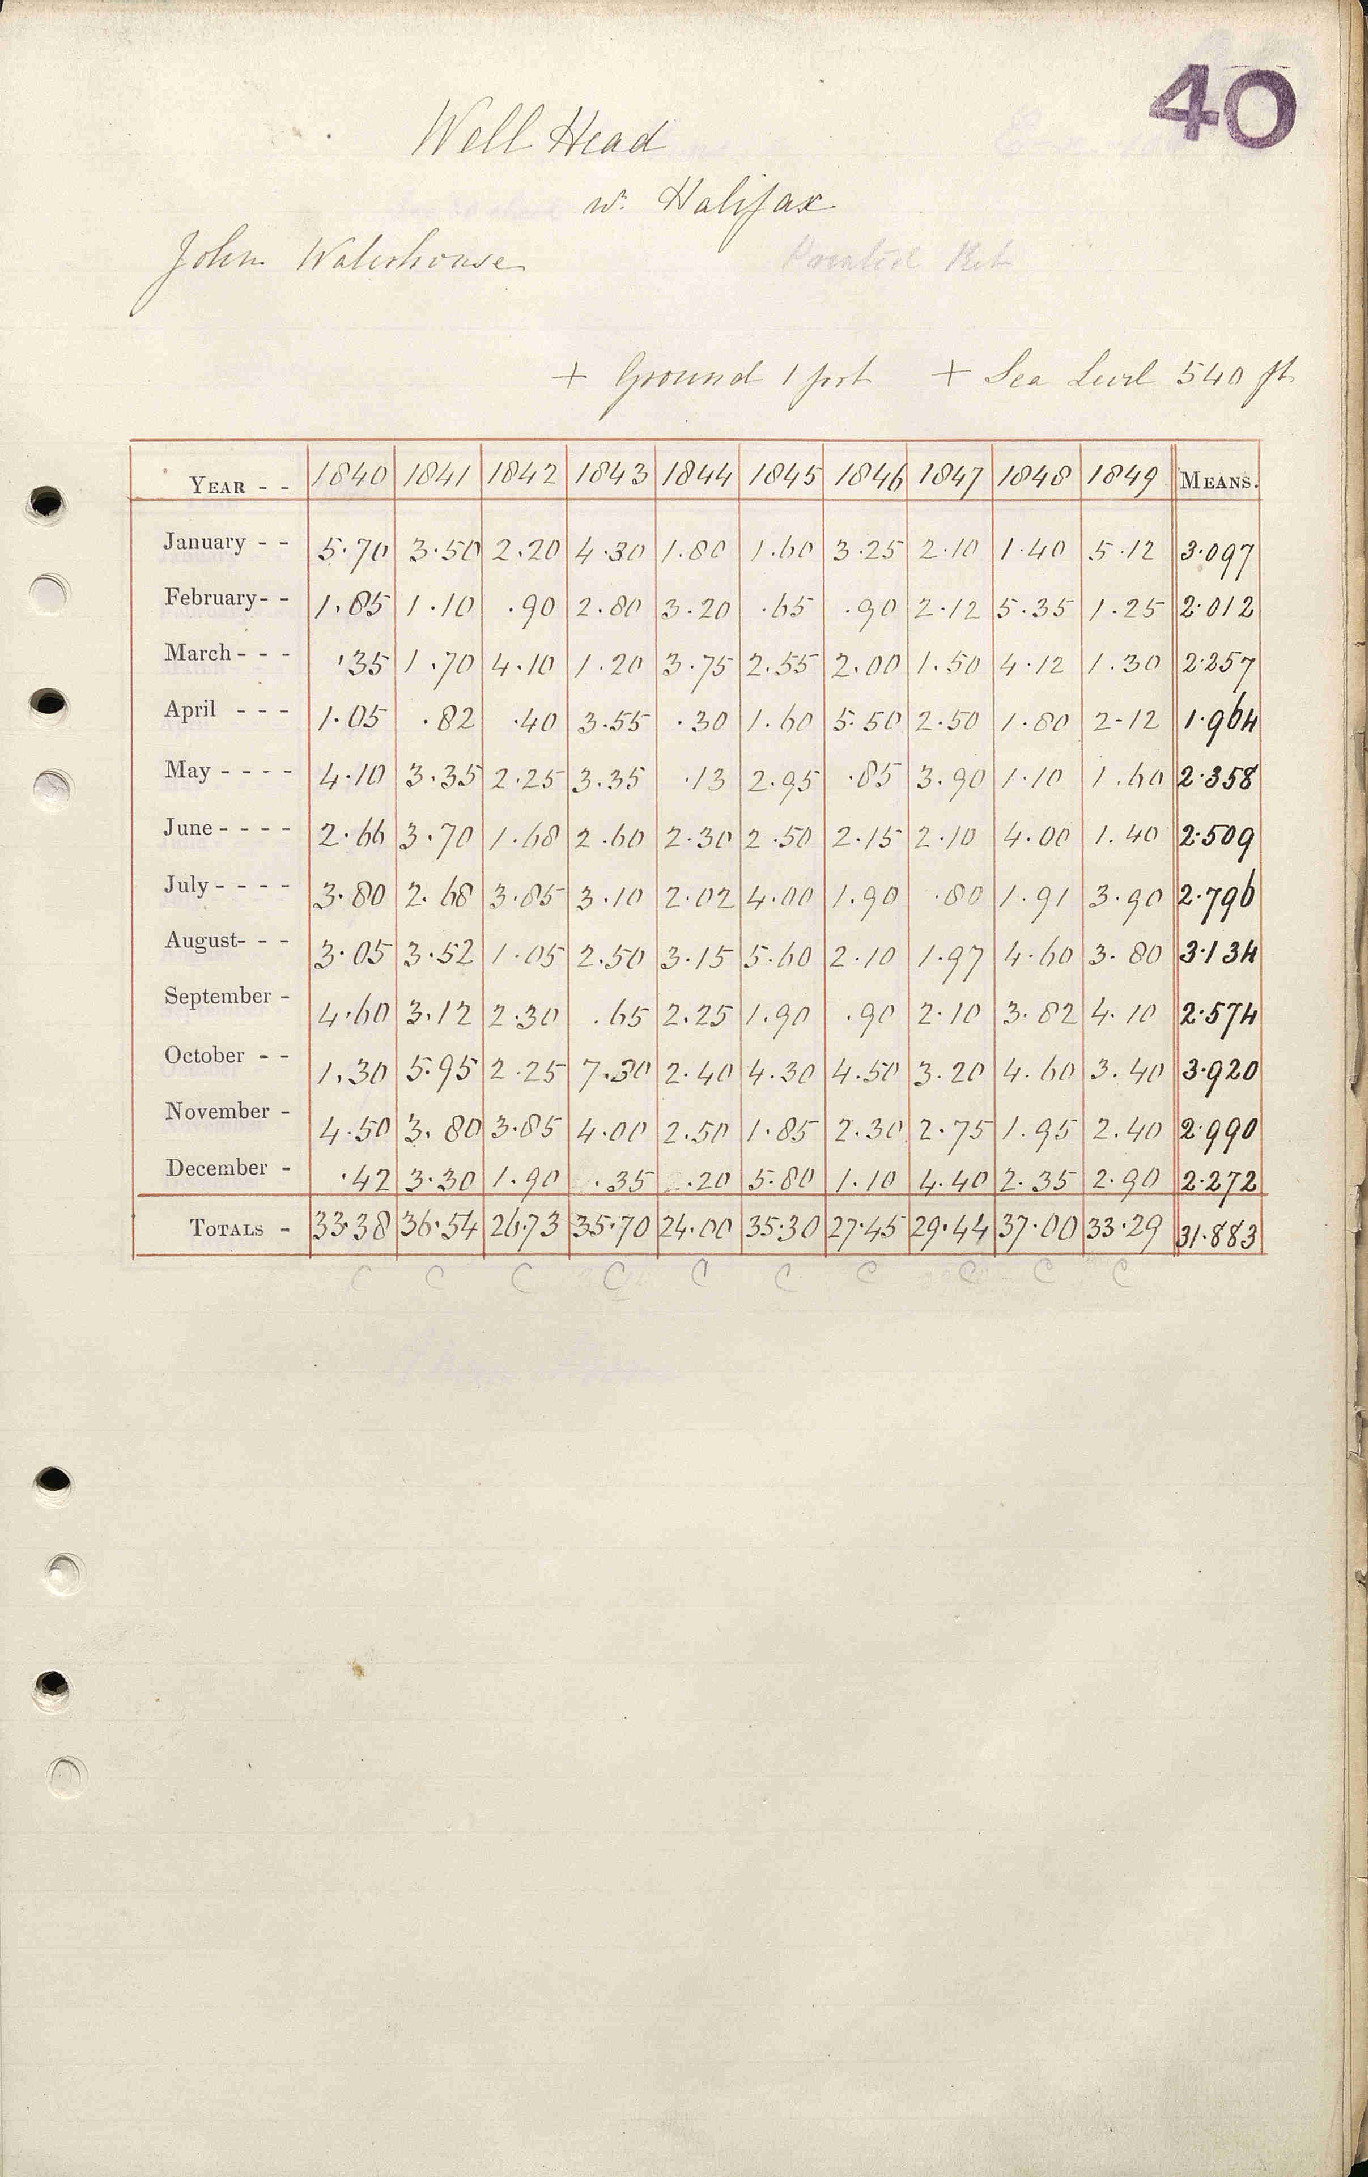 40
Well Head
w. Halifax
John Waterhouse
+ Ground 1 foot + Sea Level 540 ft
YEAR - - 1840 1841 1842 1843 1844 1845 1846 1847 1848 1849 MEANS.
January - - 5.70 3.50 2.20 4.30 1.80 1.60 3.25 2.10 1.40 5.12 3.097
February - - 1.85 1.10 .90 2.80 3.20 .65 .90 2.12 5.35 1.25 2.012
March - - - .35 1.70 4.10 1.20 3.75 2.55 2.00 1.50 4.12 1.30 2.257
April - - - 1.05 .82 .40 3.55 .30 1.60 5.50 2.50 1.80 2.12 1.964
May - - - - 4.10 3.35 2.25 3.35 .13 2.95 .85 3.90 1.10 1.60 2.358
June - - - - 2.66 3.70 1.68 2.60 2.30 2.50 2.15 2.10 4.00 1.40 2.509
July - - - - 3.80 2.68 3.85 3.10 2.02 4.00 1.90 .80 1.91 3.90 2.796
August - - - 3.05 3.52 1.05 2.50 3.15 5.60 2.10 1.97 4.60 3.80 3.134
September - 4.60 3.12 2.30 .65 2.25 1.90 .90 2.10 3.82 4.10 2.574
October - - 1.30 5.95 2.25 7.30 2.40 4.30 4.50 3.20 4.60 3.40 3.920
November - 4.50 3.80 3.85 4.00 2.50 1.85 2.30 2.75 1.95 2.40 2.990
December - .42 3.30 1.90 .35 .20 5.80 1.10 4.40 2.35 2.90 2.272
TOTALS - 33.38 36.54 26.73 35.70 24.00 35.30 27.45 29.44 37.00 33.29 31.883
C C C C C C C C C C